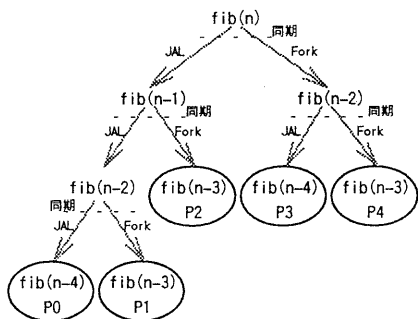 fib(n)
同期
JAL
Fork
fib(n-1)
fib(n-2)
同期
同期
JAL
Fork
JAL
Fork
fib(n-2)
fib(n-3)
P2
fib(n-4)
P3
fib(n-3)
P4
同期
JAL
Fork
fib(n-4)
P0
fib(n-3)
P1